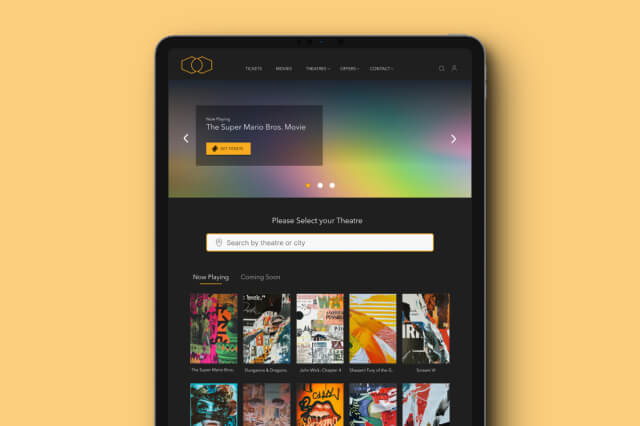 TICKETS MOVIES THEATRES OFFERS CONTACT
Now Playing
The Super Mario Bros. Movie
GET TICKETS
Please Select your Theatre
Search by theatre or city
Now Playing Coming Soon
The Super Mario Bros.
Dungeons & Dragons:
John Wick: Chapter 4
Shazam! Fury of the G..
Scream VI